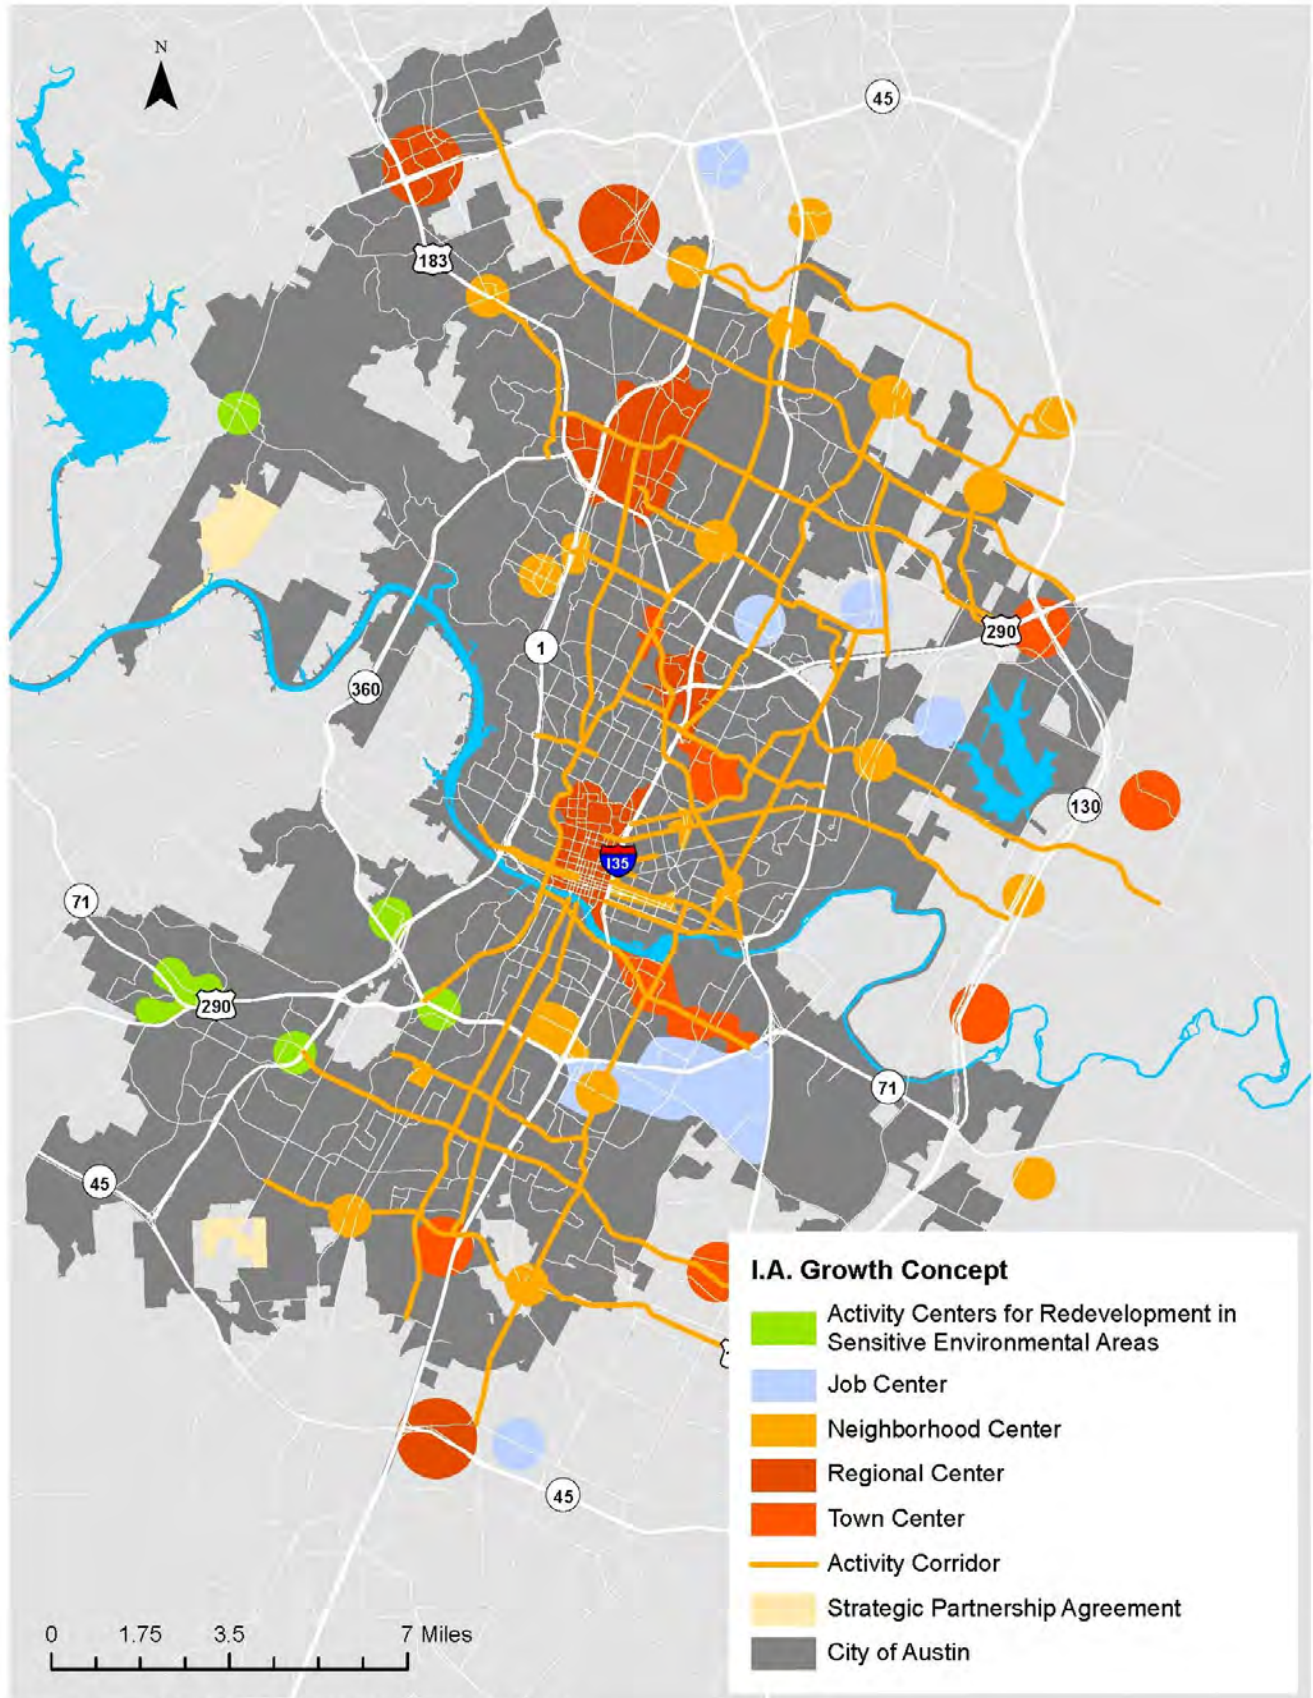 N
45
183
1
290
360
130
I35
71
290
71
45
45
I.A. Growth Concept
Activity Centers for Redevelopment in
Sensitive Environmental Areas
Job Center
Neighborhood Center
Regional Center
Town Center
Activity Corridor
Strategic Partnership Agreement
City of Austin
0 1.75 3.5 7 Miles